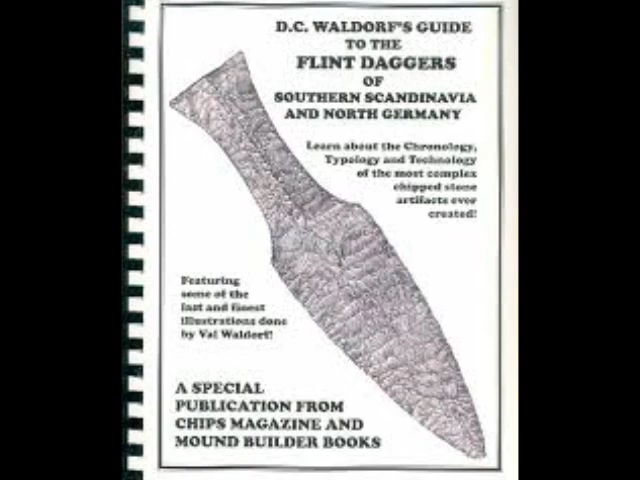 D.C. WALDORF'S GUIDE
TO THE
FLINT DAGGERS
OF
SOUTHERN SCANDINAVIA
AND NORTH GERMANY
Learn about the Chronology,
Typology and Technology
of the most complex
chipped stone
artifacts ever
created!
Featuring
some of the
last and finest
illustrations done
by Val Waldorf!
A SPECIAL
PUBLICATION FROM
CHIPS MAGAZINE AND
MOUND BUILDER BOOKS